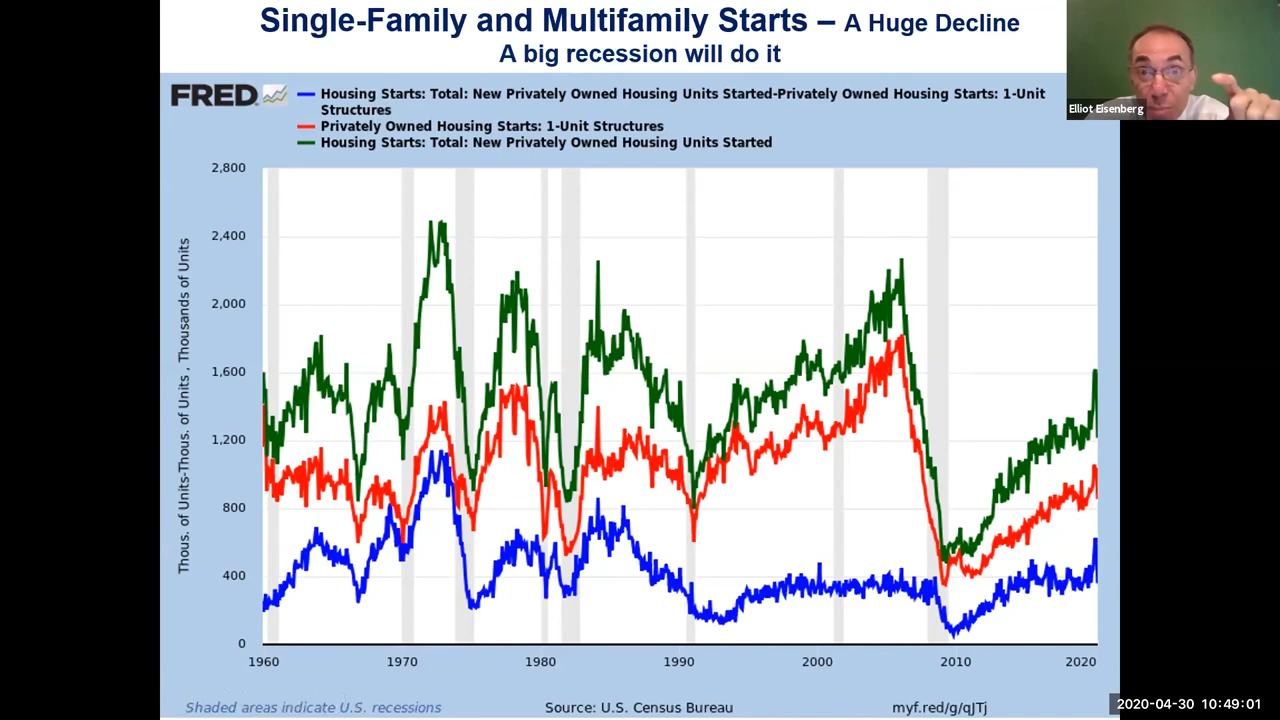 Single-Family and Multifamily Starts – A Huge Decline
A big recession will do it
Elliot Eisenberg
FRED
Housing Starts: Total: New Privately Owned Housing Units Started-Privately Owned Housing Starts: 1-Unit
Structures
Privately Owned Housing Starts: 1-Unit Structures
Housing Starts: Total: New Privately Owned Housing Units Started
Thous. of Units-Thous. of Units , Thousands of Units
2,800
2,400
2,000
1,600
1,200
800
400
0
1960 1970 1980 1990 2000 2010 2020
Shaded areas indicate U.S. recessions Source: U.S. Census Bureau myf.red/g/qJTj
2020-04-30 10:49:01